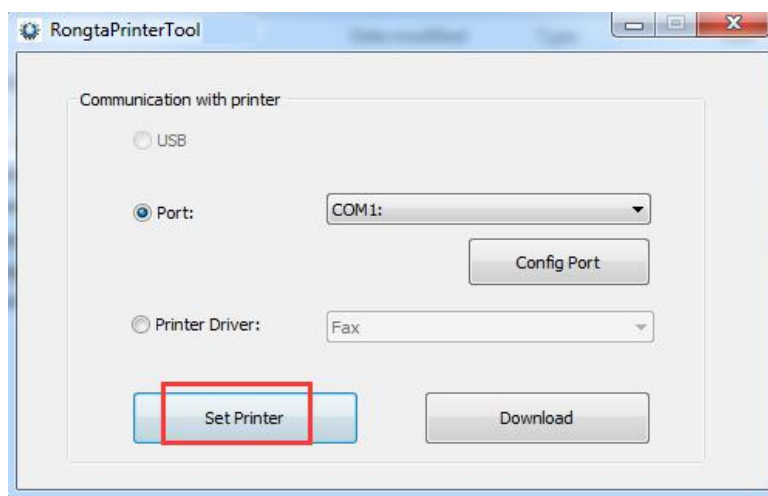 RongtaPrinterTool
Communication with printer
USB
Port:
COM1:
Config Port
Printer Driver:
Fax
Set Printer
Download